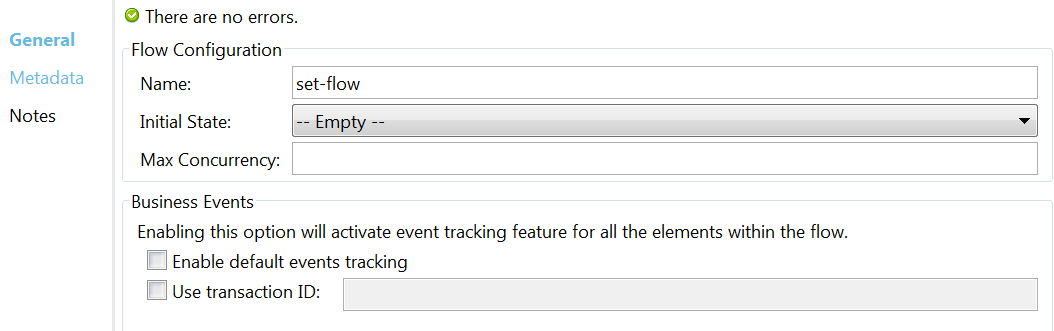 There are no errors.
General
Metadata
Notes
Flow Configuration
Name: set-flow
Initial State: -- Empty --
Max Concurrency:
Business Events
Enabling this option will activate event tracking feature for all the elements within the flow.
Enable default events tracking
Use transaction ID: